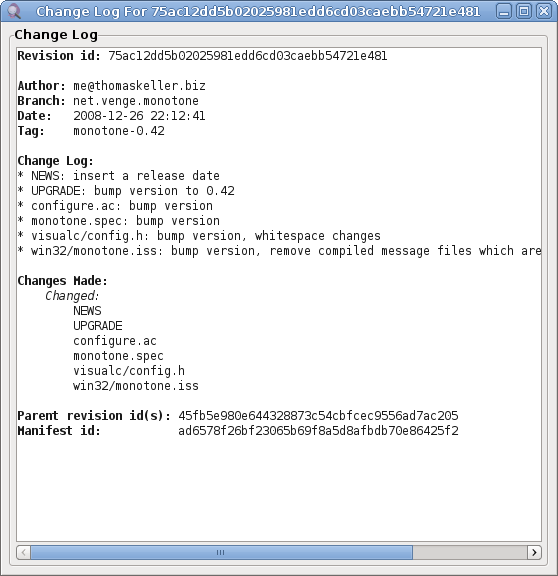 Change Log For 75ac12dd5b02025981edd6cd03caebb54721e481
Change Log
Revision id: 75ac12dd5b02025981edd6cd03caebb54721e481
Author: me@thomaskeller.biz
Branch: net.venge.monotone
Date:   2008-12-26 22:12:41
Tag:    monotone-0.42
Change Log:
* NEWS: insert a release date
* UPGRADE: bump version to 0.42
* configure.ac: bump version
* monotone.spec: bump version
* visualc/config.h: bump version, whitespace changes
* win32/monotone.iss: bump version, remove compiled message files which are
Changes Made:
    Changed:
        NEWS
        UPGRADE
        configure.ac
        monotone.spec
        visualc/config.h
        win32/monotone.iss
Parent revision id(s): 45fb5e980e644328873c54cbfcec9556ad7ac205
Manifest id:           ad6578f26bf23065b69f8a5d8afbdb70e86425f2